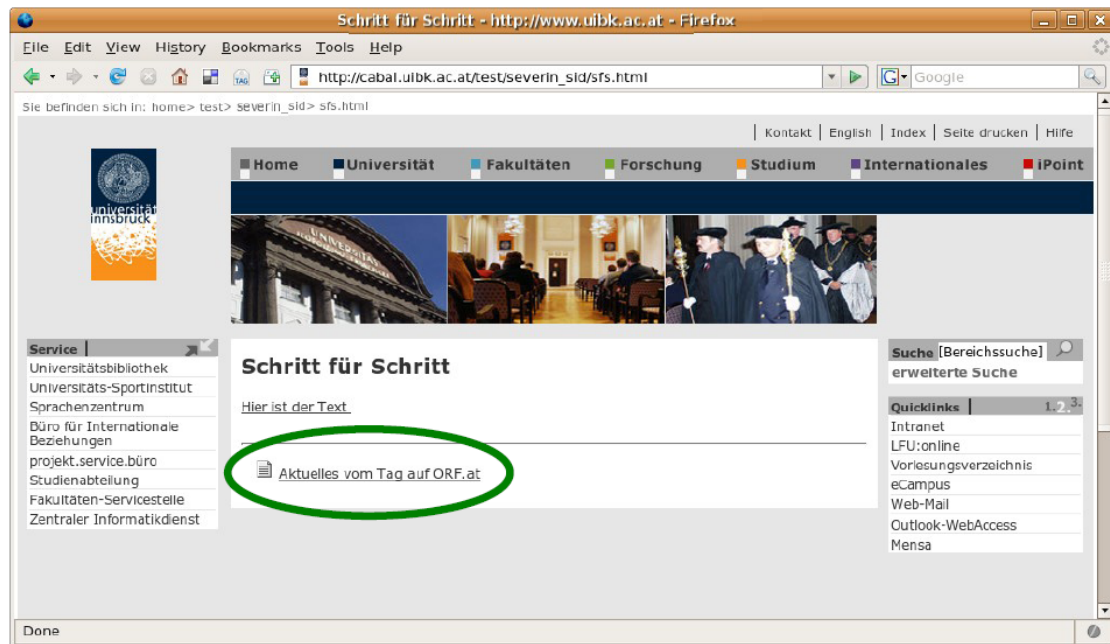 Schritt für Schritt - http://www.uibk.ac.at - Firefox
File Edit View History Bookmarks Tools Help
TAG http://cabal.uibk.ac.at/test/severin_sid/sfs.html G Google
Sie befinden sich in: home> test> severin_sid> sfs.html
| Kontakt | English | Index | Seite drucken | Hilfe
Home Universität Fakultäten Forschung Studium Internationales iPoint
universität
innsbruck
UNIVERSITÄT
Service |
Universitätsbibliothek
Universitäts-Sportinstitut
Sprachenzentrum
Büro für Internationale
Beziehungen
projekt.service.büro
Studienabteilung
Fakultäten-Servicestelle
Zentraler Informatikdienst
Schritt für Schritt
Hier ist der Text
Aktuelles vom Tag auf ORF.at
Suche [Bereichssuche]
erweiterte Suche
Quicklinks | 1.2.3.
Intranet
LFU:online
Vorlesungsverzeichnis
eCampus
Web-Mail
Outlook-WebAccess
Mensa
Done